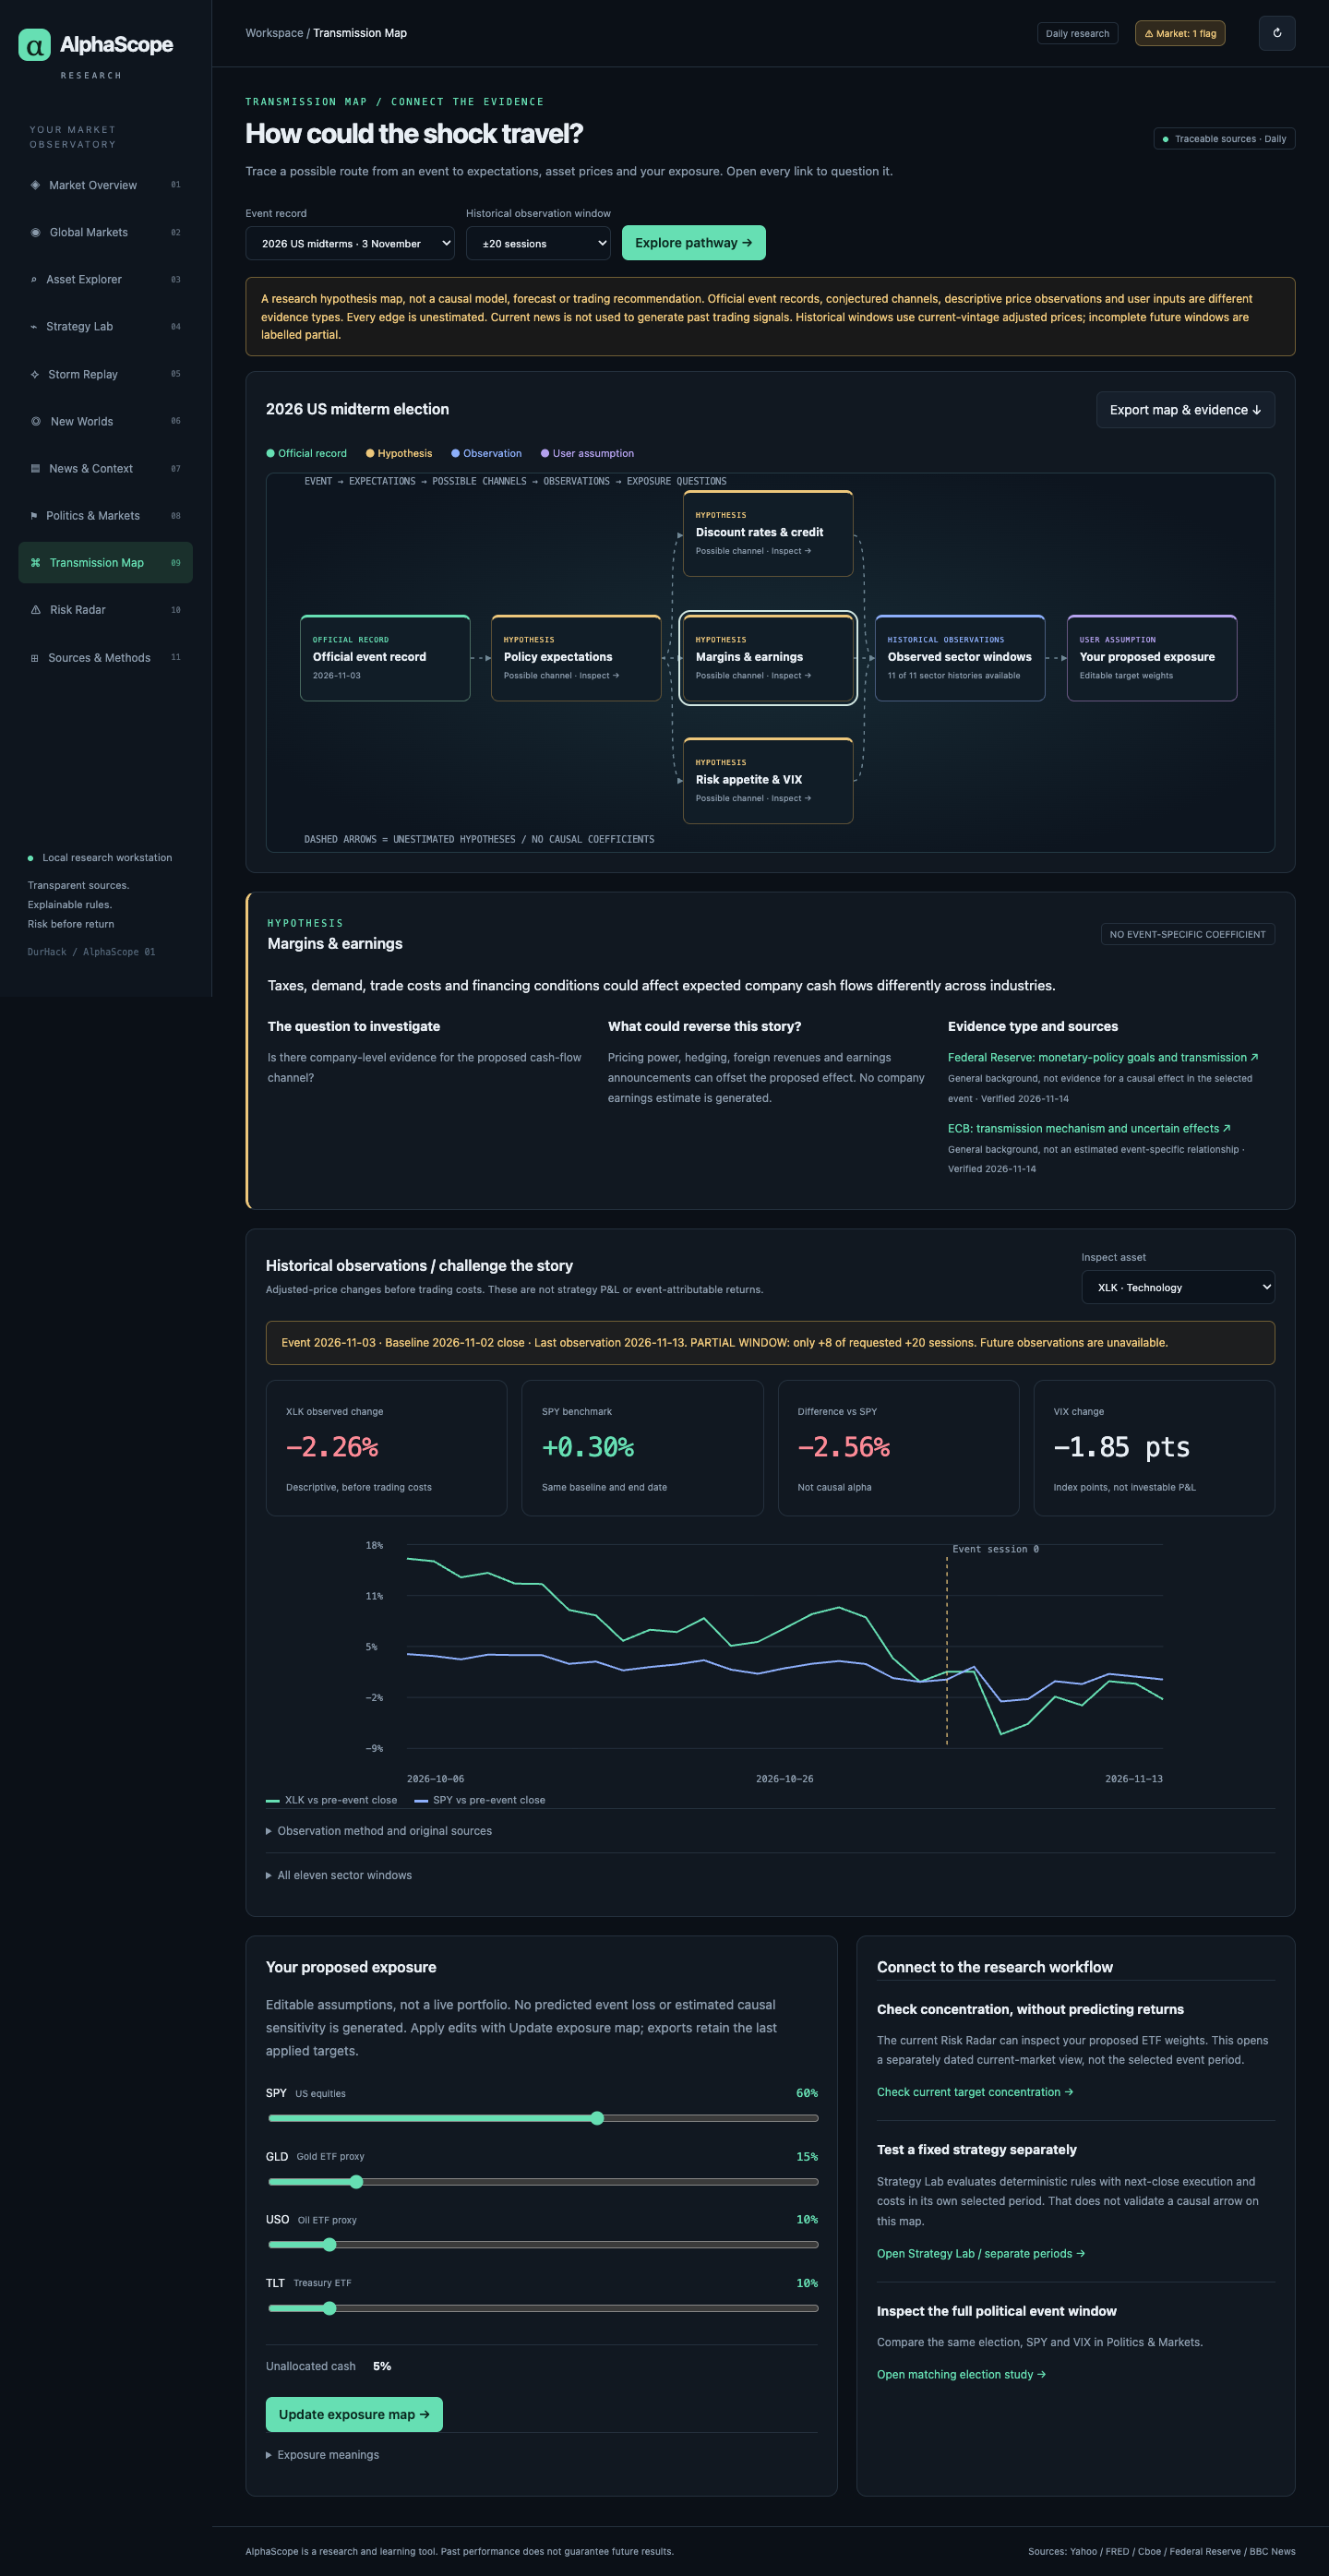 α AlphaScope
RESEARCH
YOUR MARKET
OBSERVATORY
Market Overview 01
Global Markets 02
Asset Explorer 03
Strategy Lab 04
Storm Replay 05
New Worlds 06
News & Context 07
Politics & Markets 08
Transmission Map 09
Risk Radar 10
Sources & Methods 11
Local research workstation
Transparent sources.
Explainable rules.
Risk before return
DurHack / AlphaScope 01
Workspace / Transmission Map
Daily research
⚠ Market: 1 flag
↻
TRANSMISSION MAP / CONNECT THE EVIDENCE
How could the shock travel?
Traceable sources · Daily
Trace a possible route from an event to expectations, asset prices and your exposure. Open every link to question it.
Event record
Historical observation window
2026 US midterms · 3 November
±20 sessions
Explore pathway →
A research hypothesis map, not a causal model, forecast or trading recommendation. Official event records, conjectured channels, descriptive price observations and user inputs are different
evidence types. Every edge is unestimated. Current news is not used to generate past trading signals. Historical windows use current-vintage adjusted prices; incomplete future windows are
labelled partial.
2026 US midterm election
Export map & evidence ↓
Official record
Hypothesis
Observation
User assumption
EVENT → EXPECTATIONS → POSSIBLE CHANNELS → OBSERVATIONS → EXPOSURE QUESTIONS
HYPOTHESIS
Discount rates & credit
Possible channel · Inspect →
OFFICIAL RECORD
Official event record
2026-11-03
HYPOTHESIS
Policy expectations
Possible channel · Inspect →
HYPOTHESIS
Margins & earnings
Possible channel · Inspect →
HISTORICAL OBSERVATIONS
Observed sector windows
11 of 11 sector histories available
USER ASSUMPTION
Your proposed exposure
Editable target weights
HYPOTHESIS
Risk appetite & VIX
Possible channel · Inspect →
DASHED ARROWS = UNESTIMATED HYPOTHESES / NO CAUSAL COEFFICIENTS
HYPOTHESIS
Margins & earnings
NO EVENT-SPECIFIC COEFFICIENT
Taxes, demand, trade costs and financing conditions could affect expected company cash flows differently across industries.
The question to investigate
Is there company-level evidence for the proposed cash-flow
channel?
What could reverse this story?
Pricing power, hedging, foreign revenues and earnings
announcements can offset the proposed effect. No company
earnings estimate is generated.
Evidence type and sources
Federal Reserve: monetary-policy goals and transmission ↗
General background, not evidence for a causal effect in the selected
event · Verified 2026-11-14
ECB: transmission mechanism and uncertain effects ↗
General background, not an estimated event-specific relationship ·
Verified 2026-11-14
Historical observations / challenge the story
Adjusted-price changes before trading costs. These are not strategy P&L or event-attributable returns.
Inspect asset
XLK · Technology
Event 2026-11-03 · Baseline 2026-11-02 close · Last observation 2026-11-13. PARTIAL WINDOW: only +8 of requested +20 sessions. Future observations are unavailable.
XLK observed change
−2.26%
Descriptive, before trading costs
SPY benchmark
+0.30%
Same baseline and end date
Difference vs SPY
−2.56%
Not causal alpha
VIX change
−1.85 pts
Index points, not investable P&L
18%
11%
5%
−2%
−9%
Event session 0
2026−10−06
2026−10−26
2026−11−13
XLK vs pre-event close
SPY vs pre-event close
Observation method and original sources
All eleven sector windows
Your proposed exposure
Editable assumptions, not a live portfolio. No predicted event loss or estimated causal
sensitivity is generated. Apply edits with Update exposure map; exports retain the last
applied targets.
SPY US equities 60%
GLD Gold ETF proxy 15%
USO Oil ETF proxy 10%
TLT Treasury ETF 10%
Unallocated cash 5%
Update exposure map →
Exposure meanings
Connect to the research workflow
Check concentration, without predicting returns
The current Risk Radar can inspect your proposed ETF weights. This opens
a separately dated current-market view, not the selected event period.
Check current target concentration →
Test a fixed strategy separately
Strategy Lab evaluates deterministic rules with next-close execution and
costs in its own selected period. That does not validate a causal arrow on
this map.
Open Strategy Lab / separate periods →
Inspect the full political event window
Compare the same election, SPY and VIX in Politics & Markets.
Open matching election study →
AlphaScope is a research and learning tool. Past performance does not guarantee future results.
Sources: Yahoo / FRED / Cboe / Federal Reserve / BBC News